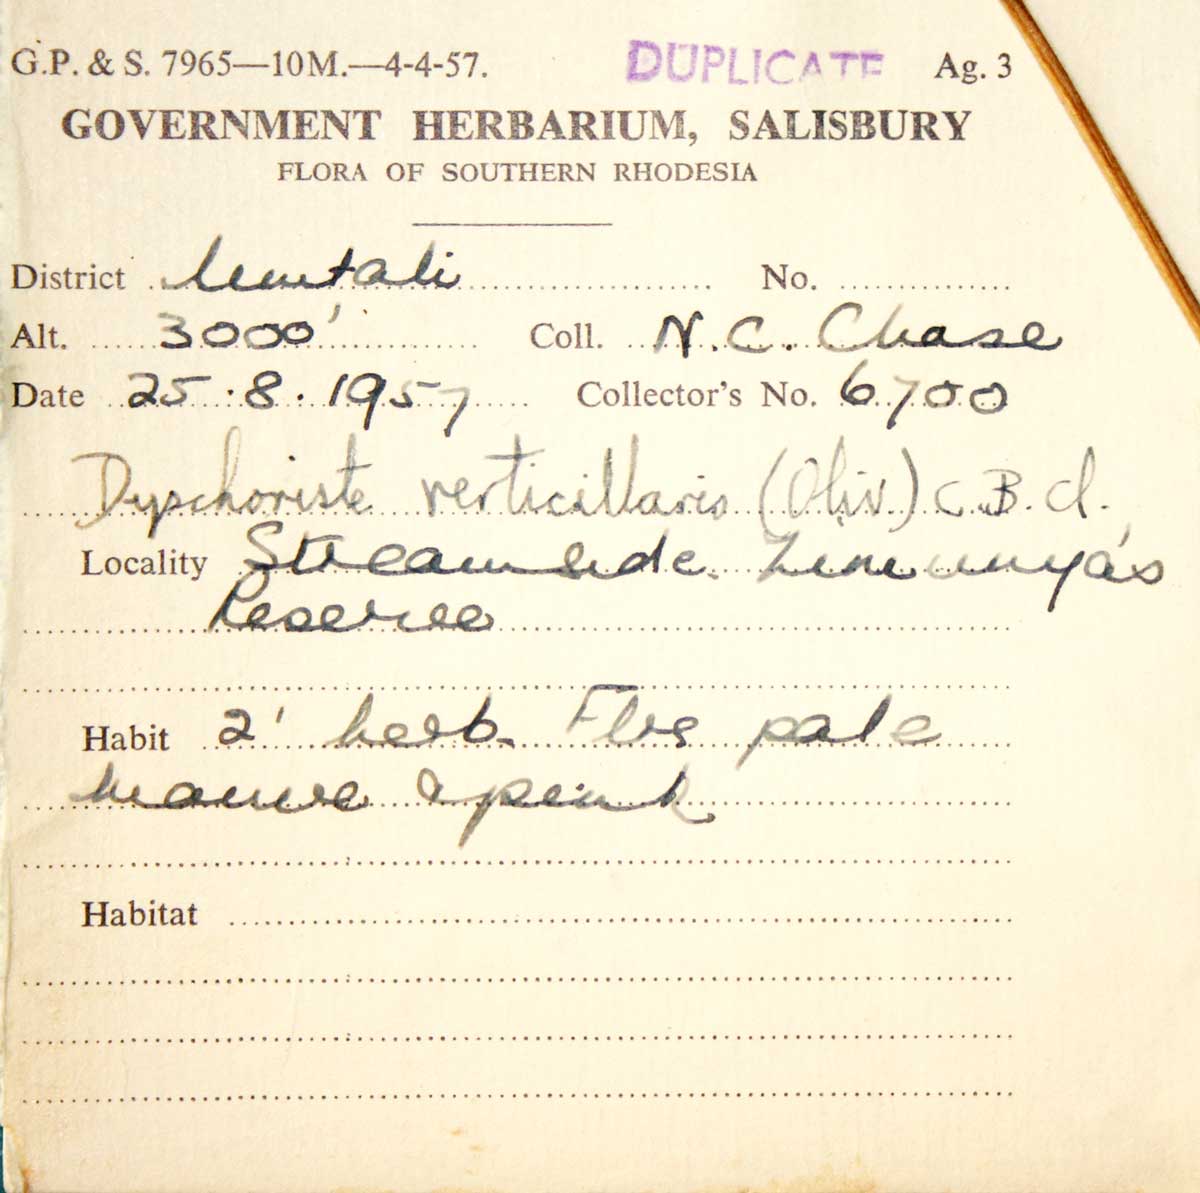 G.P. & S. 7965—10M.—4-4-57. DUPLICATE Ag. 3
GOVERNMENT HERBARIUM, SALISBURY
FLORA OF SOUTHERN RHODESIA
District Umtali No.
Alt. 3000' Coll. N.C. Chase
Date 25.8.1957 Collector's No. 6700
Dyschoriste verticillaris (Oliv.) C.B.Cl.
Locality Streamside. Zimunya's
Reserve
Habit 2' herb. Flrs pale
mauve & pink
Habitat